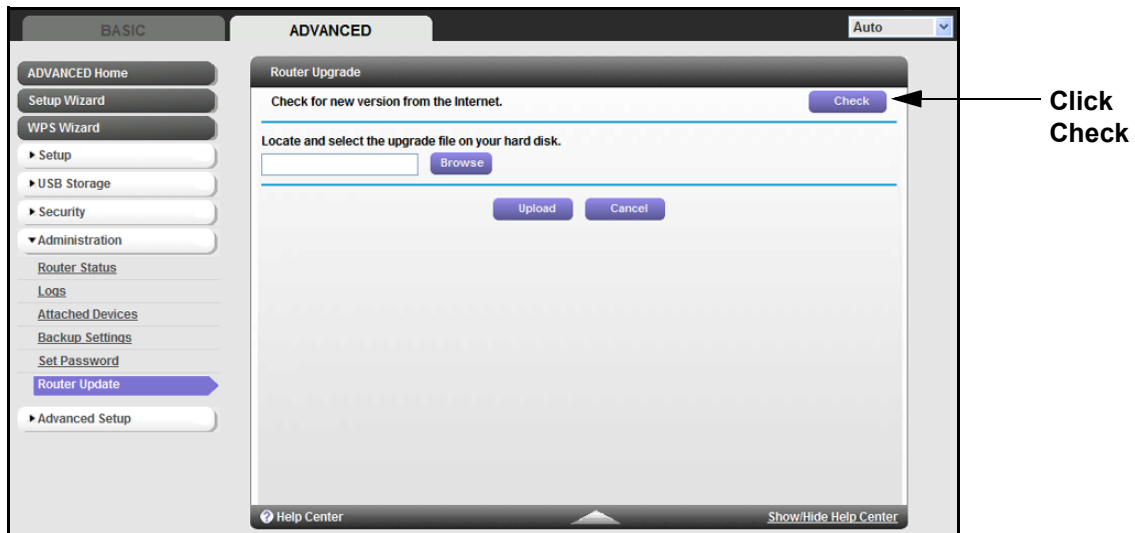 BASIC
ADVANCED
Auto
ADVANCED Home
Setup Wizard
WPS Wizard
Setup
USB Storage
Security
Administration
Router Status
Logs
Attached Devices
Backup Settings
Set Password
Router Update
Advanced Setup
Router Upgrade
Check for new version from the Internet.
Check
Locate and select the upgrade file on your hard disk.
Browse
Upload Cancel
Help Center
Show/Hide Help Center
Click
Check